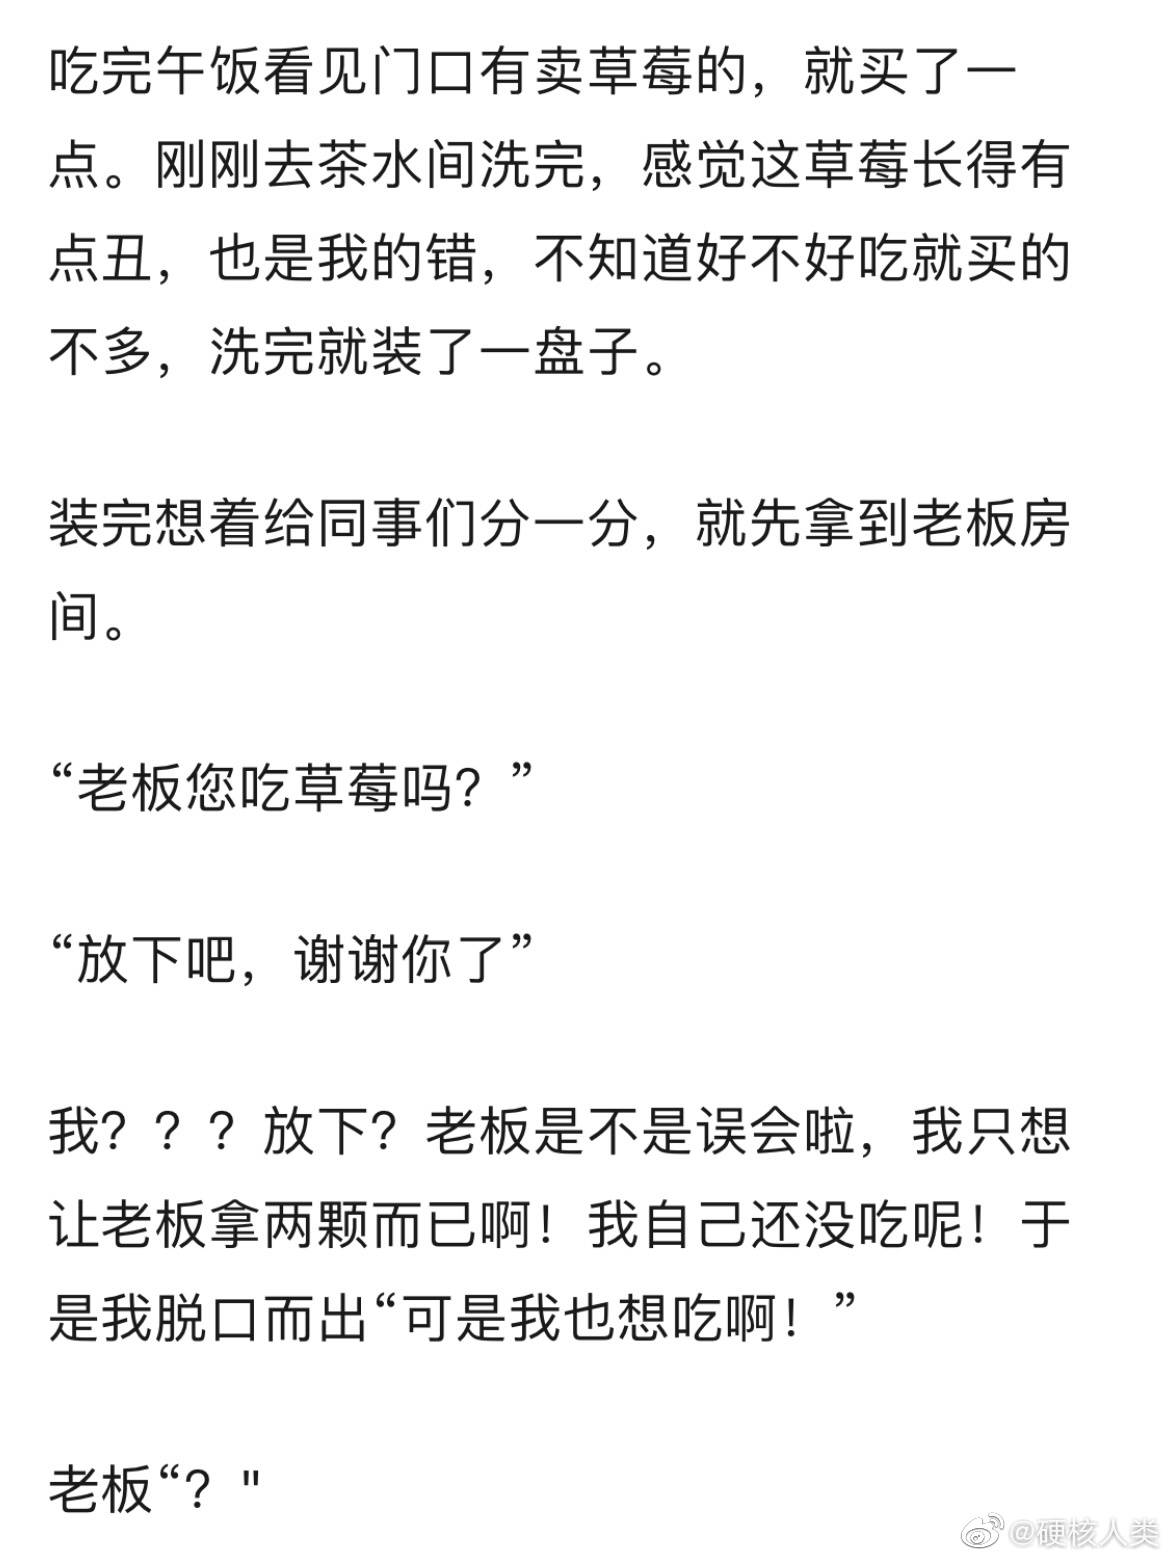 吃完午饭看见门口有卖草莓的，就买了一
点。刚刚去茶水间洗完，感觉这草莓长得有
点丑，也是我的错，不知道好不好吃就买的
不多，洗完就装了一盘子。
装完想着给同事们分一分，就先拿到老板房
间。
“老板您吃草莓吗？”
“放下吧，谢谢你了”
我？？？放下？老板是不是误会啦，我只想
让老板拿两颗而已啊！我自己还没吃呢！于
是我脱口而出“可是我也想吃啊！”
老板“？"
@硬核人类